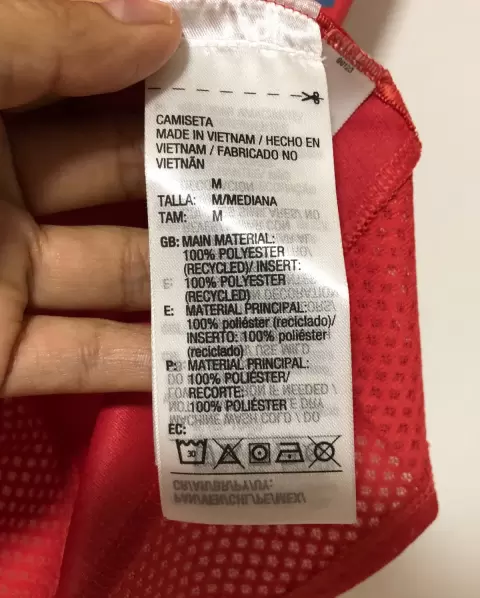 CAMISETA
MADE IN VIETNAM / HECHO EN
VIETNAM / FABRICADO NO
VIETNÃN
M
TALLA: M/MEDIANA
TAM: M
GB: MAIN MATERIAL:
100% POLYESTER
(RECYCLED)/ INSERT:
100% POLYESTER
(RECYCLED)
E: MATERIAL PRINCIPAL:
100% poliéster (reciclado)/
INSERTO: 100% poliéster
(reciclado)
P: MATERIAL PRINCIPAL:
100% POLIÉSTER/
RECORTE:
100% POLIÉSTER
EC:
30